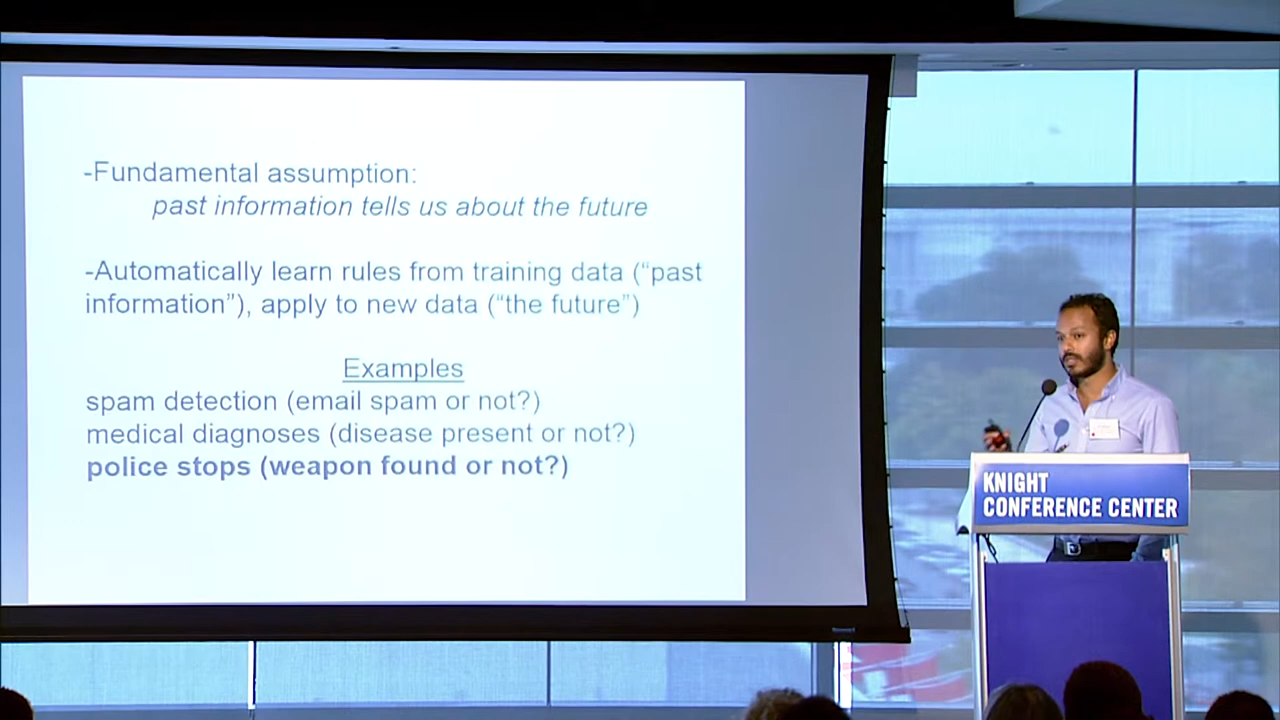 -Fundamental assumption:
past information tells us about the future
-Automatically learn rules from training data (“past
information”), apply to new data (“the future”)
Examples
spam detection (email spam or not?)
medical diagnoses (disease present or not?)
police stops (weapon found or not?)
KNIGHT
CONFERENCE CENTER